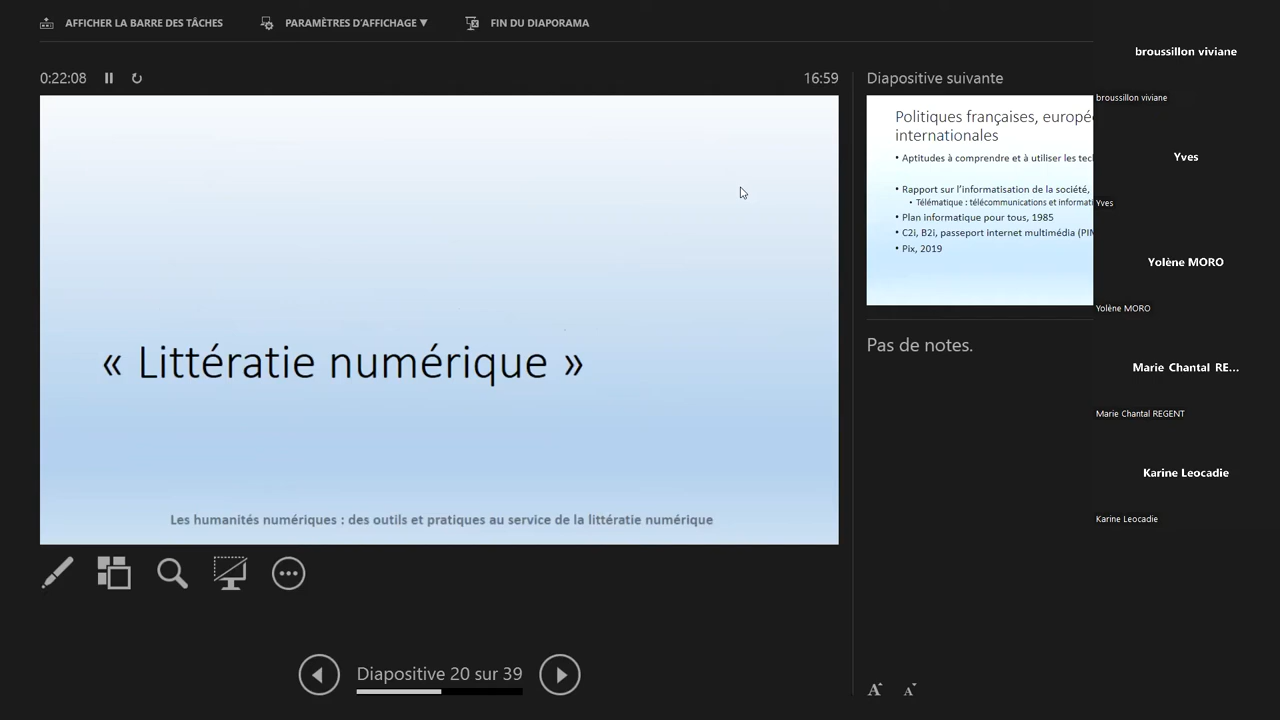 AFFICHER LA BARRE DES TÂCHES
PARAMÈTRES D'AFFICHAGE ▼
FIN DU DIAPORAMA
0:22:08
16:59
« Littératie numérique »
Les humanités numériques : des outils et pratiques au service de la littératie numérique
Diapositive 20 sur 39
Diapositive suivante
Politiques françaises,
internationales
• Aptitudes à comprendre et à utiliser les
• Rapport sur l'informatisation de la société,
• Télématique : télécommunications et
• Plan informatique pour tous, 1985
• C2i, B2i, passeport internet multimédia
• Pix, 2019
Pas de notes.
A A
broussillon viviane
broussillon viviane
Yves
Yves
Yolène MORO
Yolène MORO
Marie Chantal RE...
Marie Chantal REGENT
Karine Leocadie
Karine Leocadie